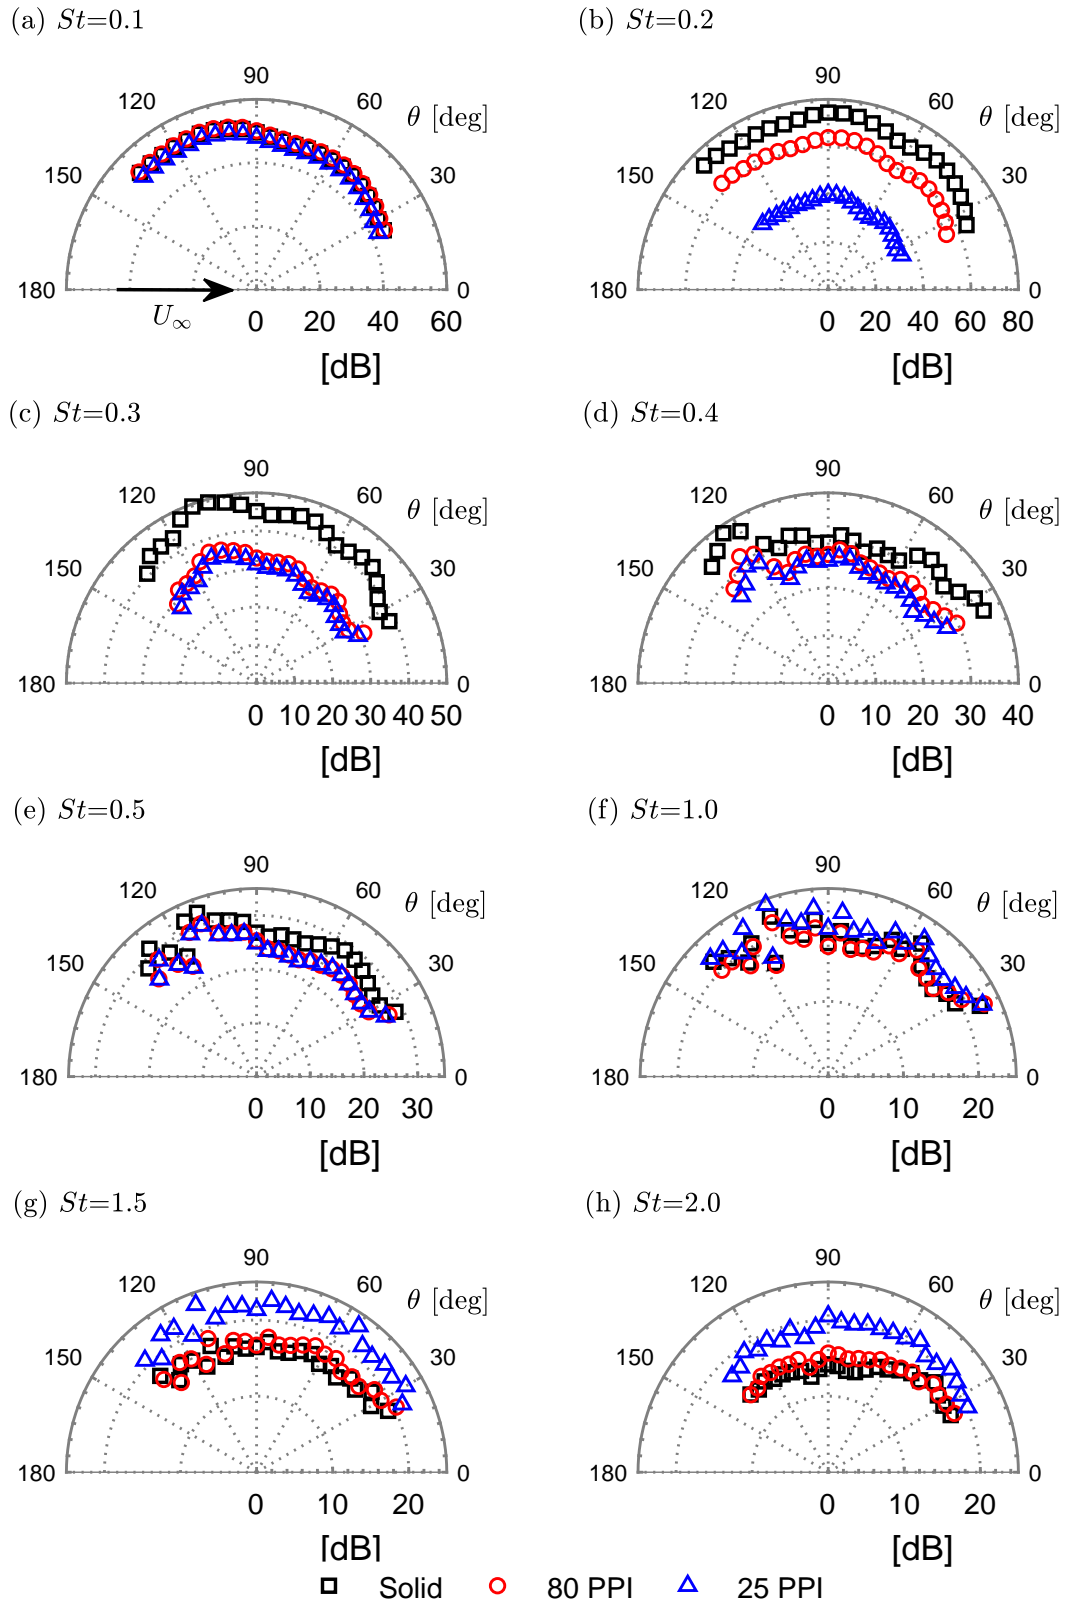 (a) St=0.1
(b) St=0.2
90
120
60
θ [deg]
150
30
180
0
U∞
0 20 40 60
[dB]
90
120
60
θ [deg]
150
30
180
0
0 20 40 60 80
[dB]
(c) St=0.3
(d) St=0.4
90
120
60
θ [deg]
150
30
180
0
0 10 20 30 40 50
[dB]
90
120
60
θ [deg]
150
30
180
0
0 10 20 30 40
[dB]
(e) St=0.5
(f) St=1.0
90
120
60
θ [deg]
150
30
180
0
0 10 20 30
[dB]
90
120
60
θ [deg]
150
30
180
0
0 10 20
[dB]
(g) St=1.5
(h) St=2.0
90
120
60
θ [deg]
150
30
180
0
0 10 20
[dB]
90
120
60
θ [deg]
150
30
180
0
0 10 20
[dB]
Solid 80 PPI 25 PPI